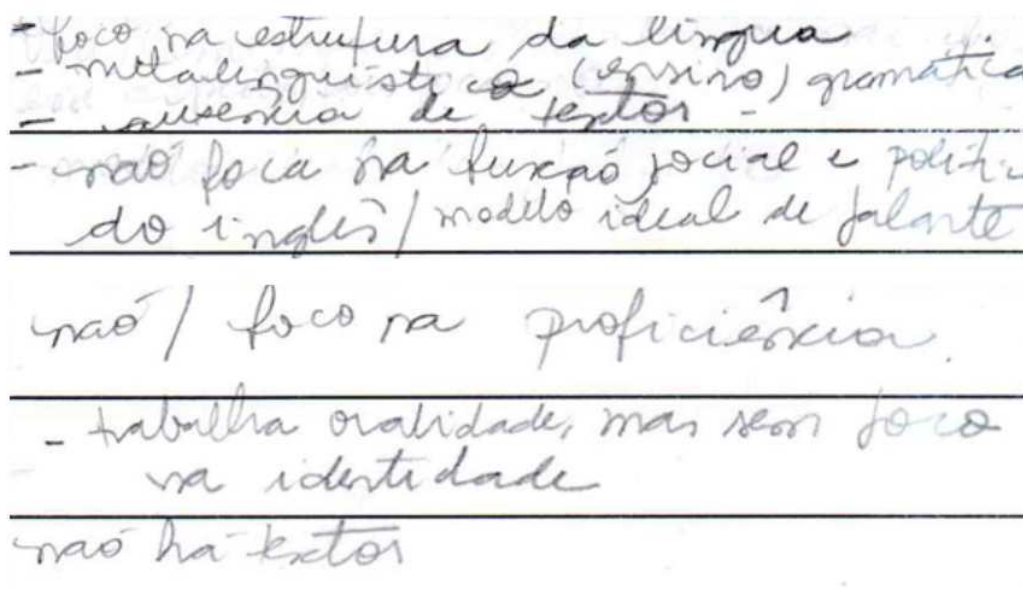 - foco na estrutura da língua
- metalinguística (ensino) gramática
- ausência de textos -
- não foca na função social e políti
do inglês / modelo ideal de falante
não / foco na proficiência.
- trabalha oralidade, mas sem foco
na identidade
não há textos